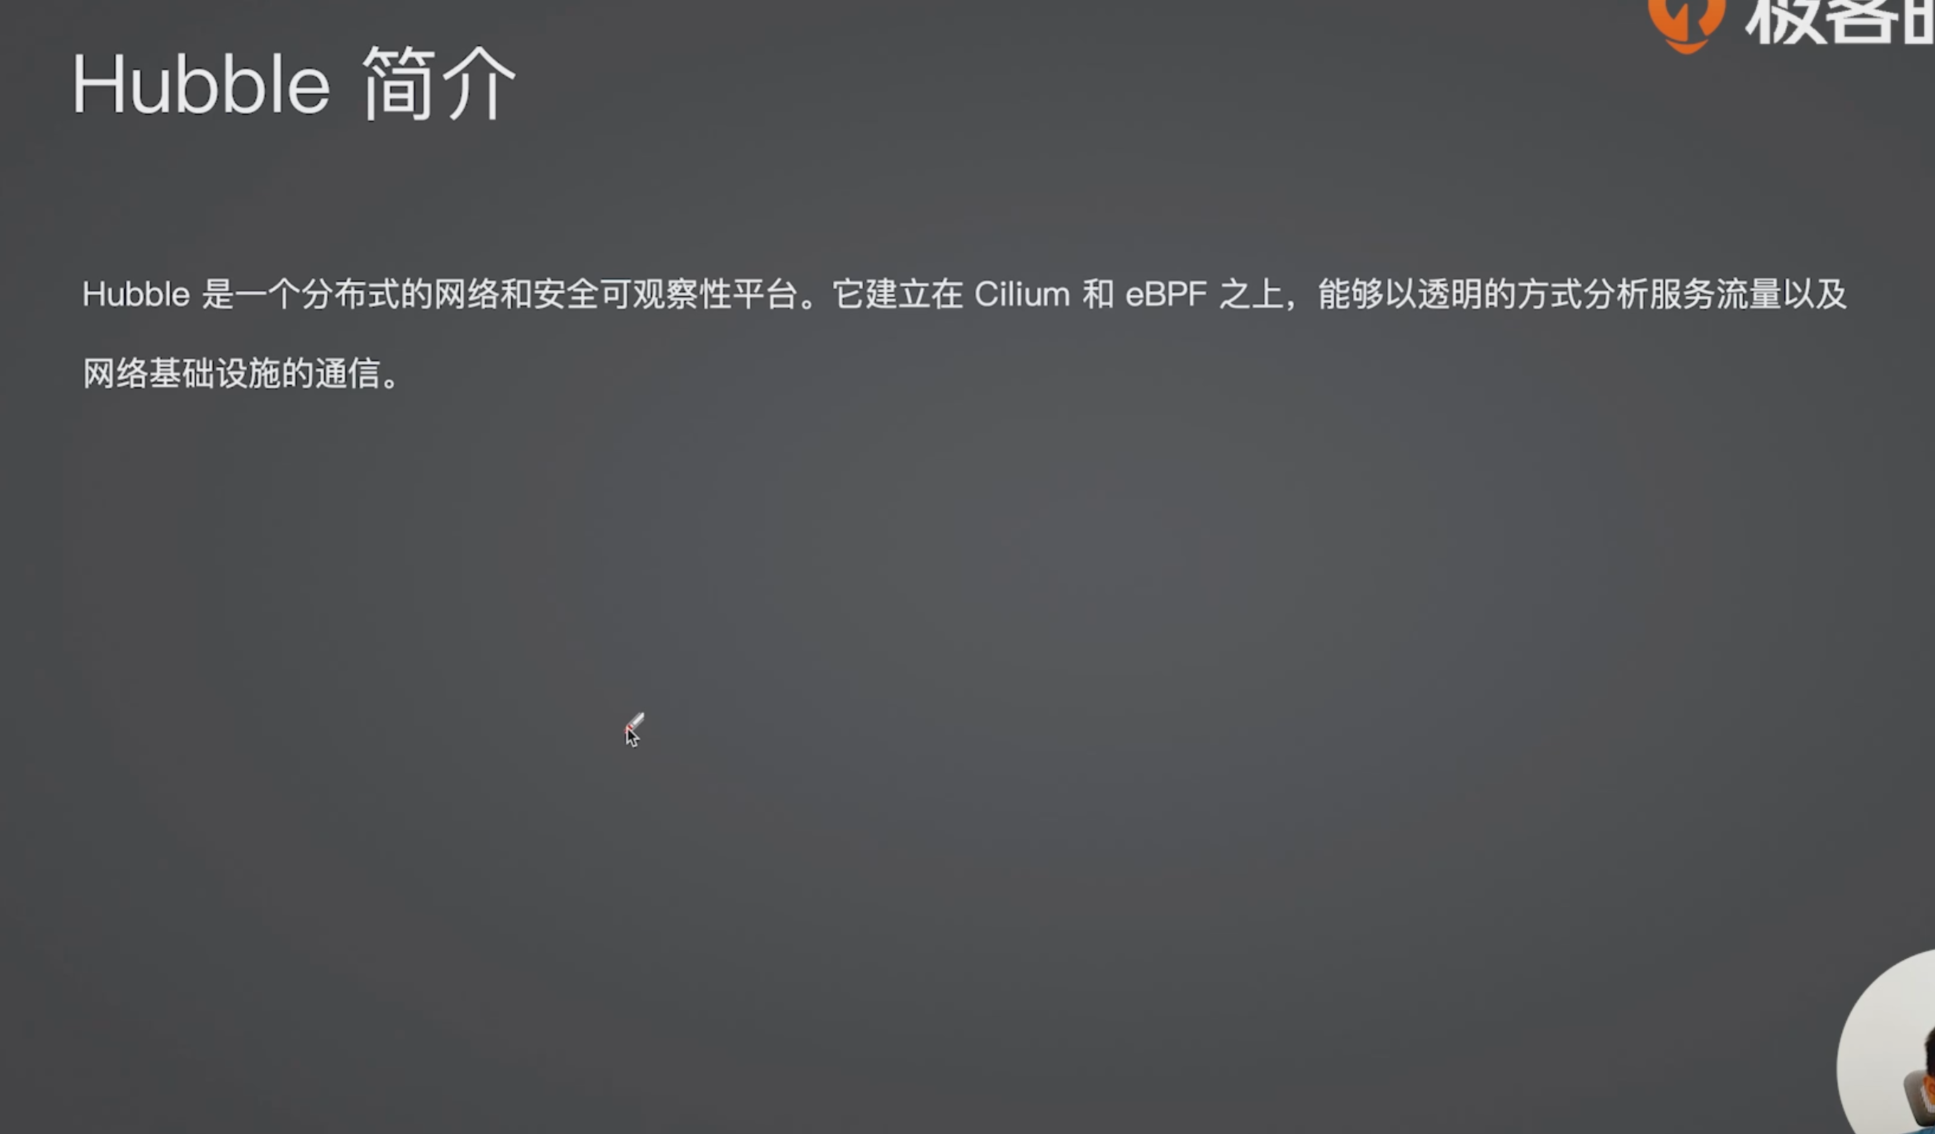 极客时
Hubble 简介
Hubble 是一个分布式的网络和安全可观察性平台。它建立在 Cilium 和 eBPF 之上，能够以透明的方式分析服务流量以及
网络基础设施的通信。